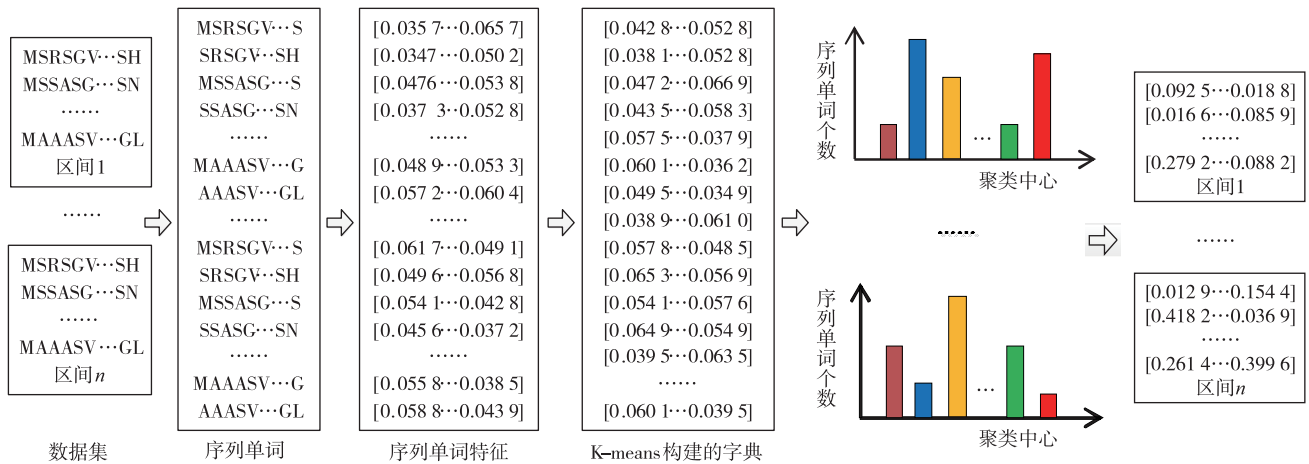 MSRSGV···SH
MSSASG···SN
······
MAAASV···GL
区间1
······
MSRSGV···SH
MSSASG···SN
······
MAAASV···GL
区间n
数据集
MSRSGV···S
SRSGV···SH
MSSASG···S
SSASG···SN
······
MAAASV···G
AAASV···GL
······
MSRSGV···S
SRSGV···SH
MSSASG···S
SSASG···SN
······
MAAASV···G
AAASV···GL
序列单词
[0.035 7···0.065 7]
[0.0347···0.050 2]
[0.0476···0.053 8]
[0.037 3···0.052 8]
······
[0.048 9···0.053 3]
[0.057 2···0.060 4]
······
[0.061 7···0.049 1]
[0.049 6···0.056 8]
[0.054 1···0.042 8]
[0.045 6···0.037 2]
······
[0.055 8···0.038 5]
[0.058 8···0.043 9]
序列单词特征
[0.042 8···0.052 8]
[0.038 1···0.052 8]
[0.047 2···0.066 9]
[0.043 5···0.058 3]
[0.057 5···0.037 9]
[0.060 1···0.036 2]
[0.049 5···0.034 9]
[0.038 9···0.061 0]
[0.057 8···0.048 5]
[0.065 3···0.056 9]
[0.054 1···0.057 6]
[0.064 9···0.054 9]
[0.039 5···0.063 5]
······
[0.060 1···0.039 5]
K-means构建的字典
序列单词个数
···
聚类中心
······
序列单词个数
···
聚类中心
[0.092 5···0.018 8]
[0.016 6···0.085 9]
······
[0.279 2···0.088 2]
区间1
······
[0.012 9···0.154 4]
[0.418 2···0.036 9]
······
[0.261 4···0.399 6]
区间n